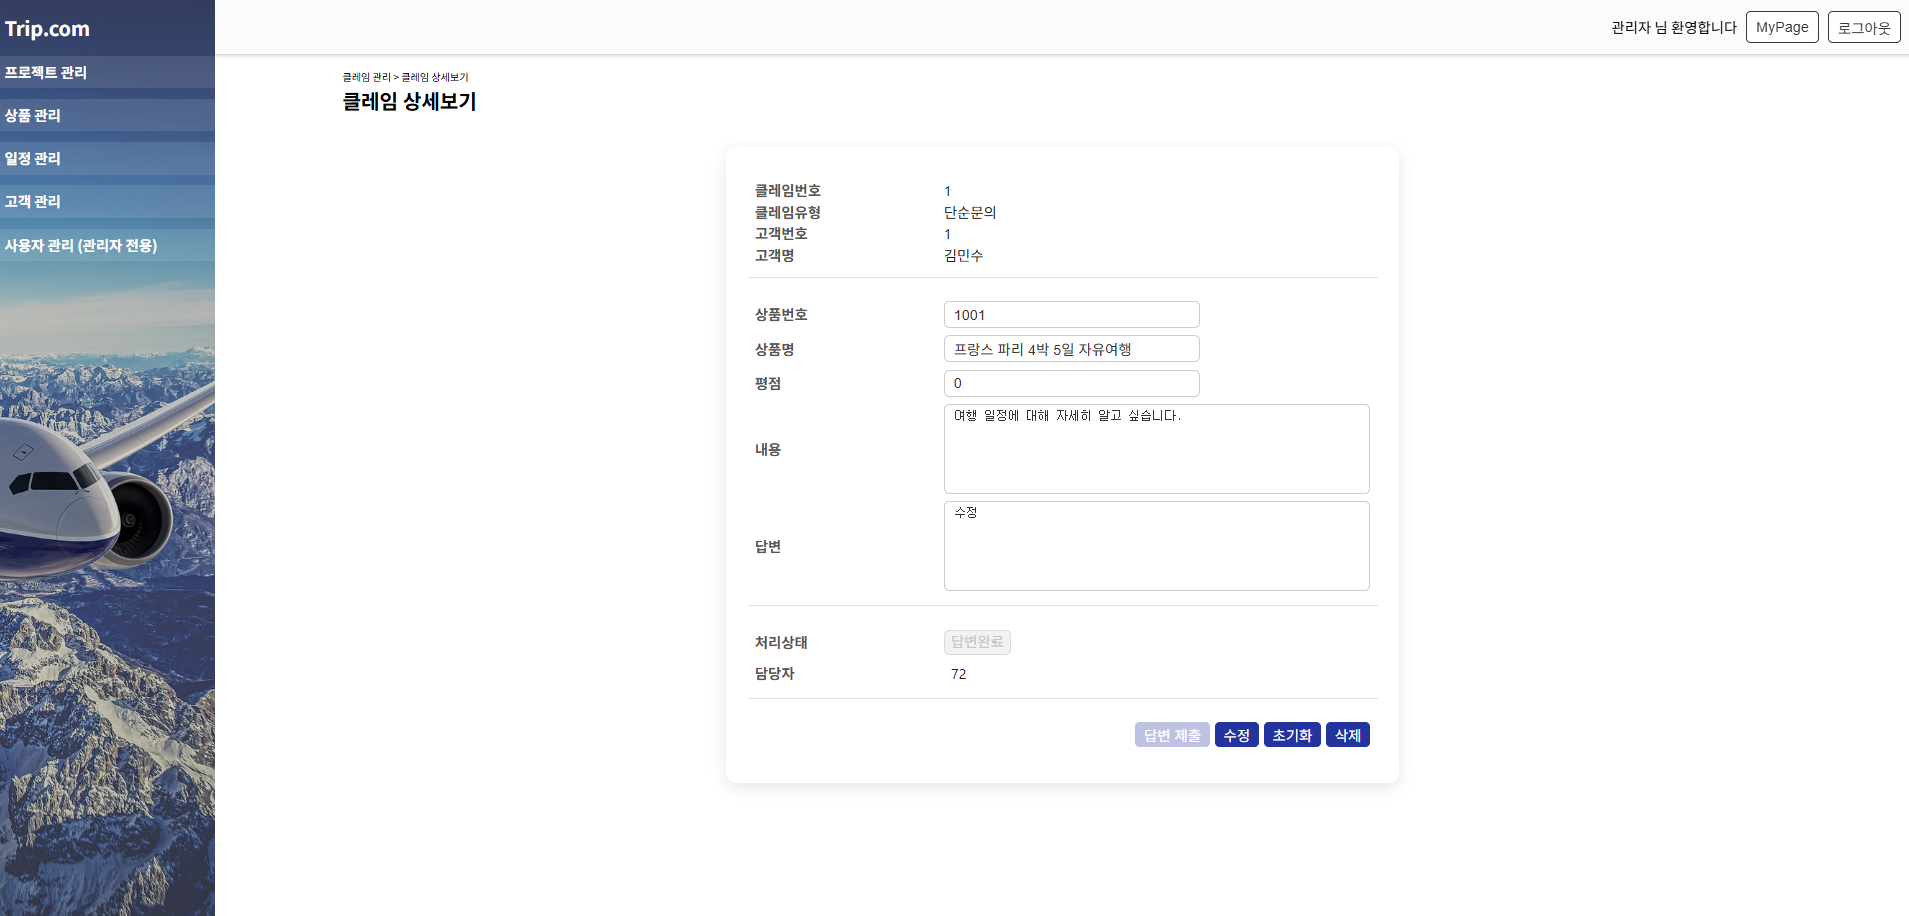 Trip.com
프로젝트 관리
상품 관리
일정 관리
고객 관리
사용자 관리 (관리자 전용)
관리자 님 환영합니다 MyPage 로그아웃
클레임 관리 > 클레임 상세보기
클레임 상세보기
클레임번호 1
클레임유형 단순문의
고객번호 1
고객명 김민수
상품번호 1001
상품명 프랑스 파리 4박 5일 자유여행
평점 0
내용 여행 일정에 대해 자세히 알고 싶습니다.
답변 수정
처리상태 답변완료
담당자 72
답변 제출 수정 초기화 삭제